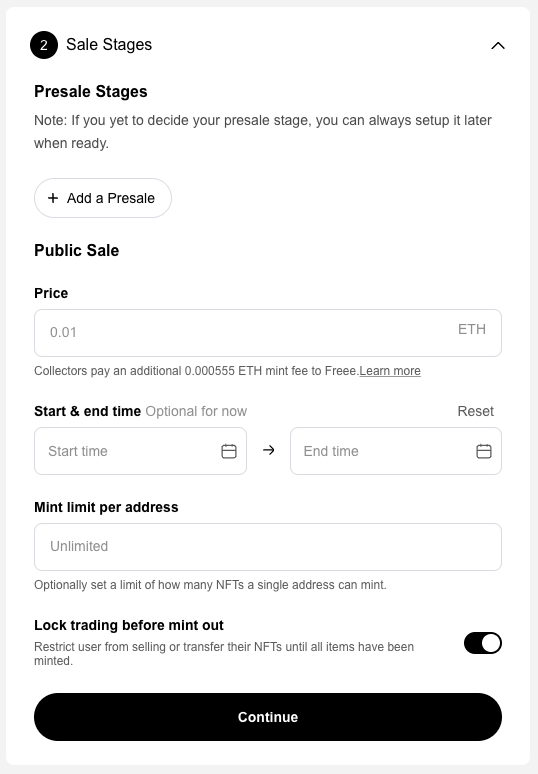 2 Sale Stages
Presale Stages
Note: If you yet to decide your presale stage, you can always setup it later
when ready.
+ Add a Presale
Public Sale
Price
0.01 ETH
Collectors pay an additional 0.000555 ETH mint fee to Freee.Learn more
Start & end time Optional for now Reset
Start time → End time
Mint limit per address
Unlimited
Optionally set a limit of how many NFTs a single address can mint.
Lock trading before mint out
Restrict user from selling or transfer their NFTs until all items have been
minted.
Continue